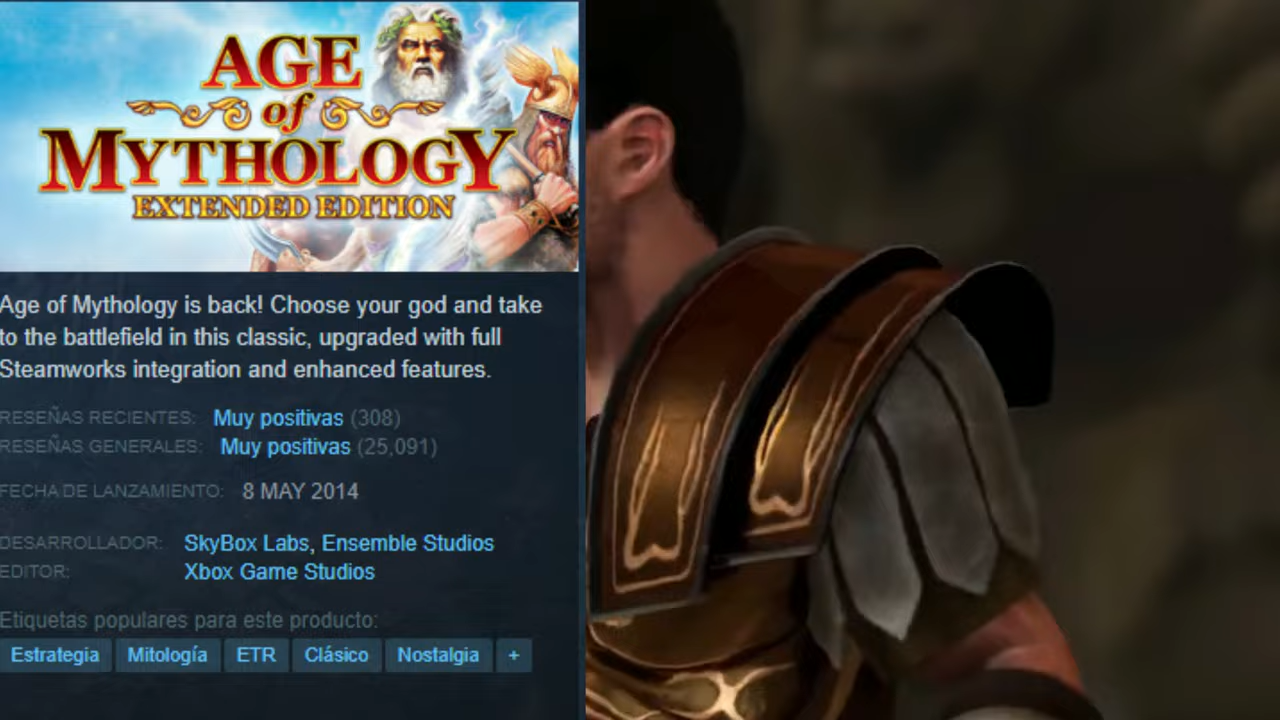 AGE
of
MYTHOLOGY
EXTENDED EDITION
Age of Mythology is back! Choose your god and take
to the battlefield in this classic, upgraded with full
Steamworks integration and enhanced features.
RESEÑAS RECIENTES: Muy positivas (308)
RESEÑAS GENERALES: Muy positivas (25,091)
FECHA DE LANZAMIENTO: 8 MAY 2014
DESARROLLADOR: SkyBox Labs, Ensemble Studios
EDITOR: Xbox Game Studios
Etiquetas populares para este producto:
Estrategia Mitología ETR Clásico Nostalgia +